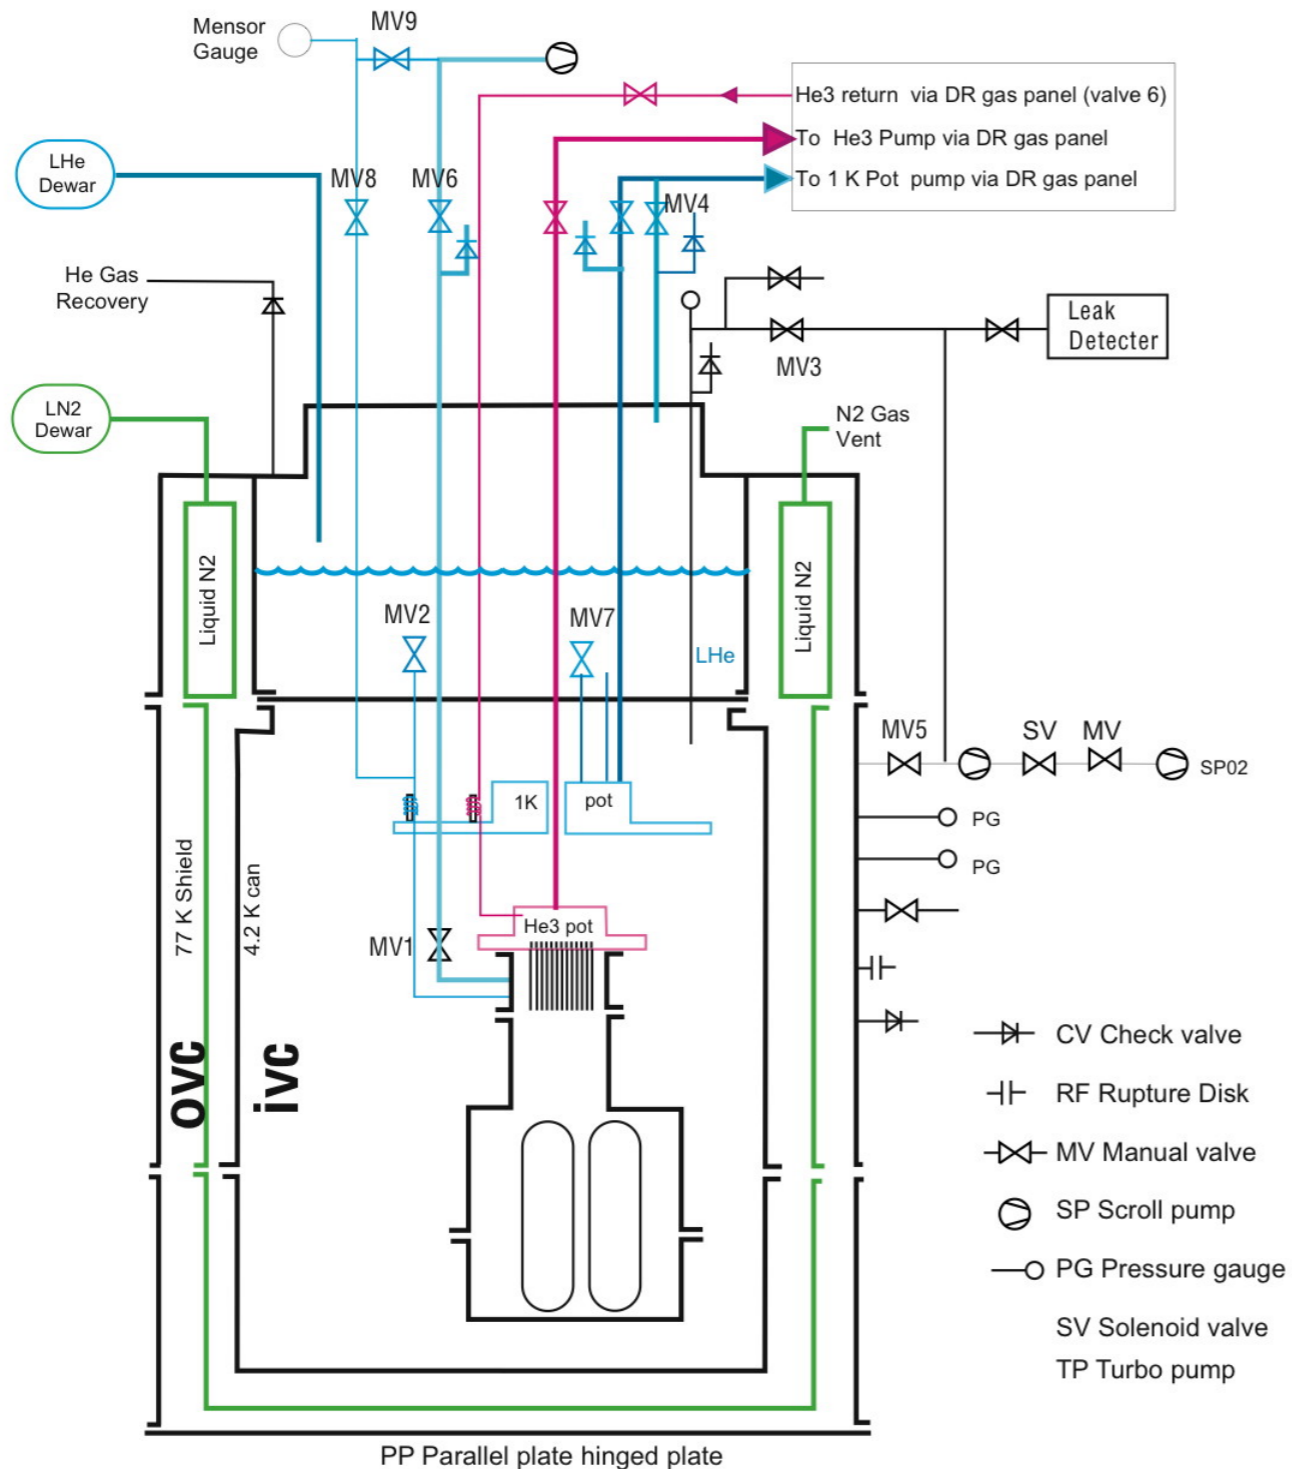 Mensor
Gauge
MV9
He3 return via DR gas panel (valve 6)
To He3 Pump via DR gas panel
To 1 K Pot pump via DR gas panel
LHe
Dewar
MV8
MV6
MV4
He Gas
Recovery
Leak
Detecter
MV3
LN2
Dewar
N2 Gas
Vent
Liquid N2
Liquid N2
MV2
MV7
LHe
MV5
SV
MV
SP02
1K
pot
PG
PG
77 K Shield
4.2 K can
He3 pot
MV1
ovc
ivc
CV Check valve
RF Rupture Disk
MV Manual valve
SP Scroll pump
PG Pressure gauge
SV Solenoid valve
TP Turbo pump
PP Parallel plate hinged plate